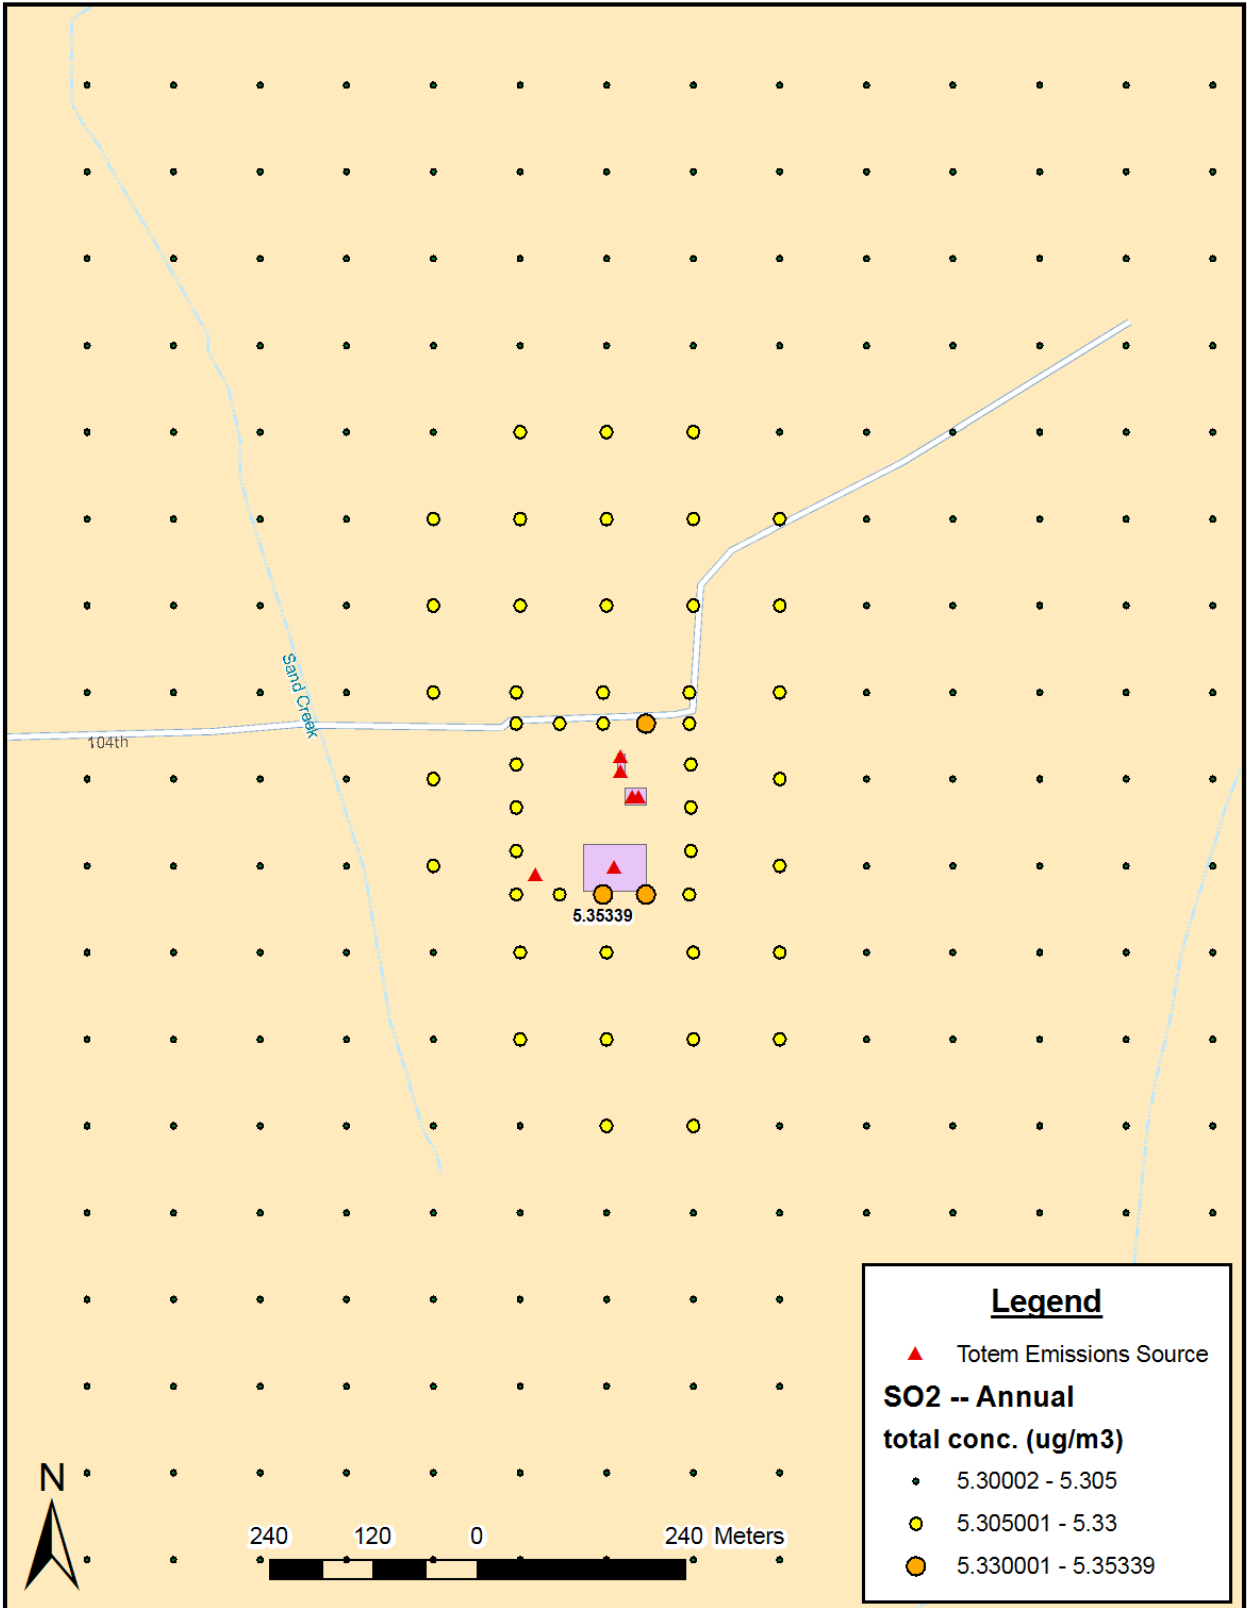 Sand Creek
104th
5.35339
N
240 120 0 240 Meters
Legend
Totem Emissions Source
SO2 -- Annual
total conc. (ug/m3)
5.30002 - 5.305
5.305001 - 5.33
5.330001 - 5.35339